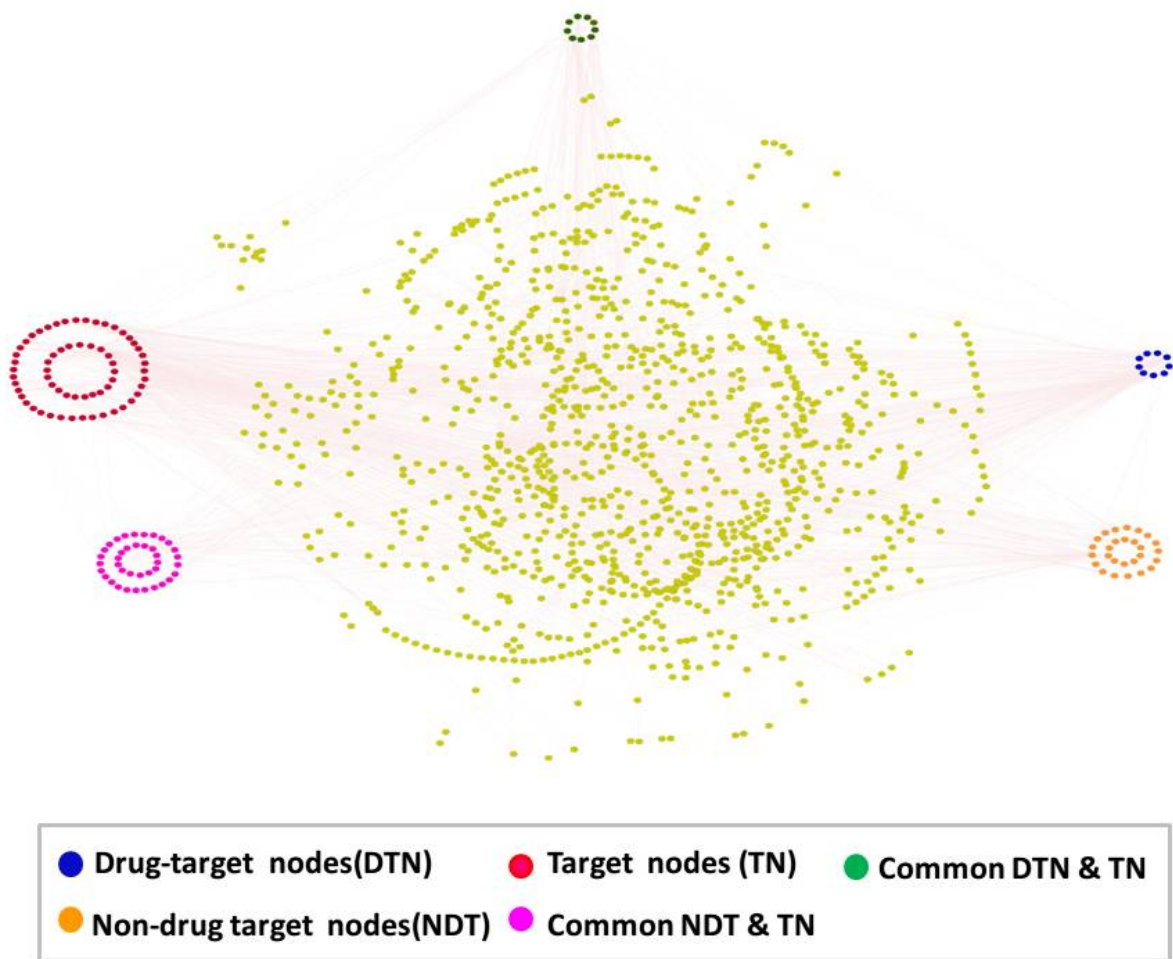 Drug-target nodes(DTN) Target nodes (TN) Common DTN & TN
Non-drug target nodes(NDT) Common NDT & TN